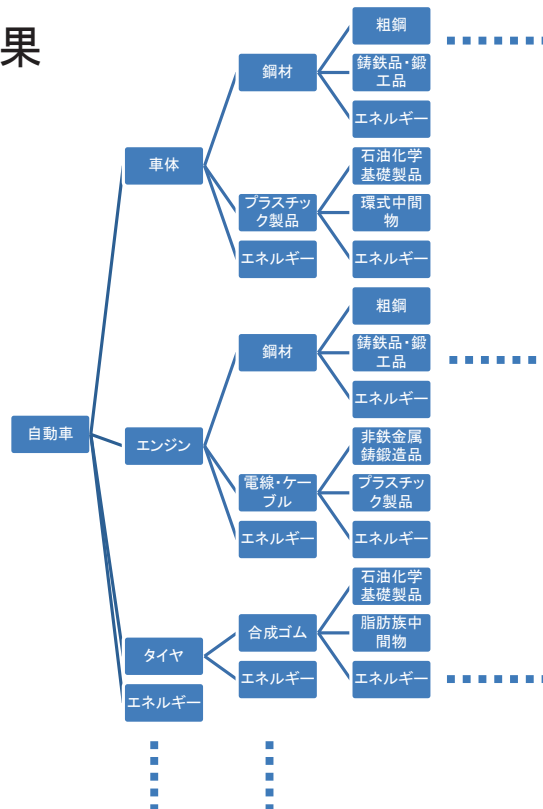 果
粗鋼
鋼材
鋳鉄品・鍛
工品
エネルギー
車体
石油化学
基礎製品
プラスチッ
ク製品
環式中間
物
エネルギー
エネルギー
粗鋼
鋼材
鋳鉄品・鍛
工品
エネルギー
自動車
エンジン
非鉄金属
鋳鍛造品
電線・ケー
ブル
プラスチッ
ク製品
エネルギー
エネルギー
石油化学
基礎製品
合成ゴム
脂肪族中
間物
タイヤ
エネルギー
エネルギー
エネルギー